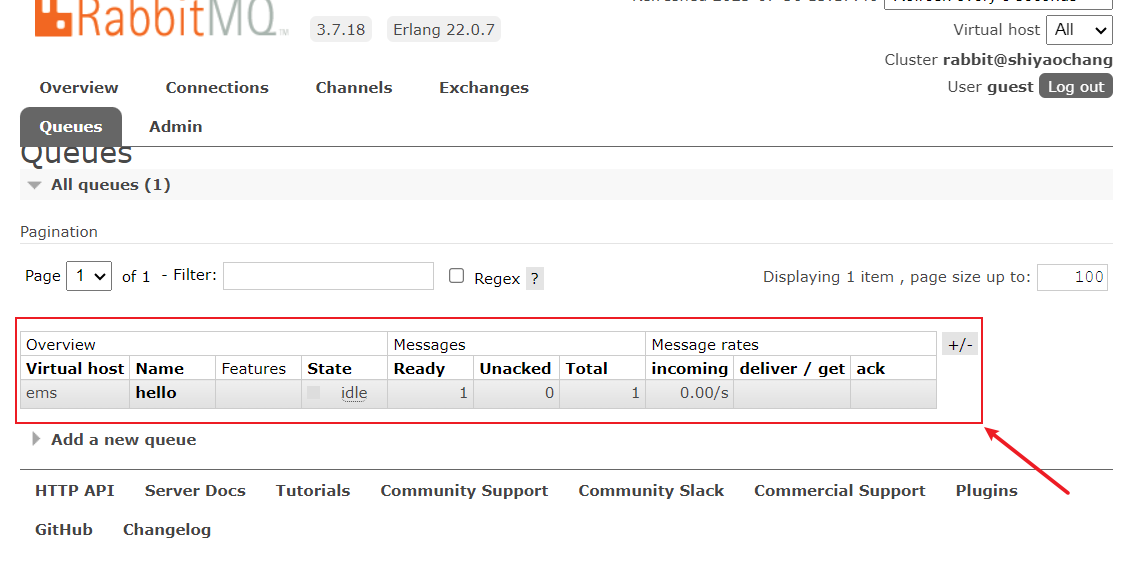 RabbitMQ TM 3.7.18 Erlang 22.0.7
Virtual host All
Cluster rabbit@shiyaochang
User guest Log out
Overview Connections Channels Exchanges
Queues Admin
Queues
All queues (1)
Pagination
Page 1 of 1 - Filter: Regex ? Displaying 1 item , page size up to: 100
Overview Messages Message rates +/-
Virtual host Name Features State Ready Unacked Total incoming deliver / get ack
ems hello idle 1 0 1 0.00/s
Add a new queue
HTTP API Server Docs Tutorials Community Support Community Slack Commercial Support Plugins
GitHub Changelog